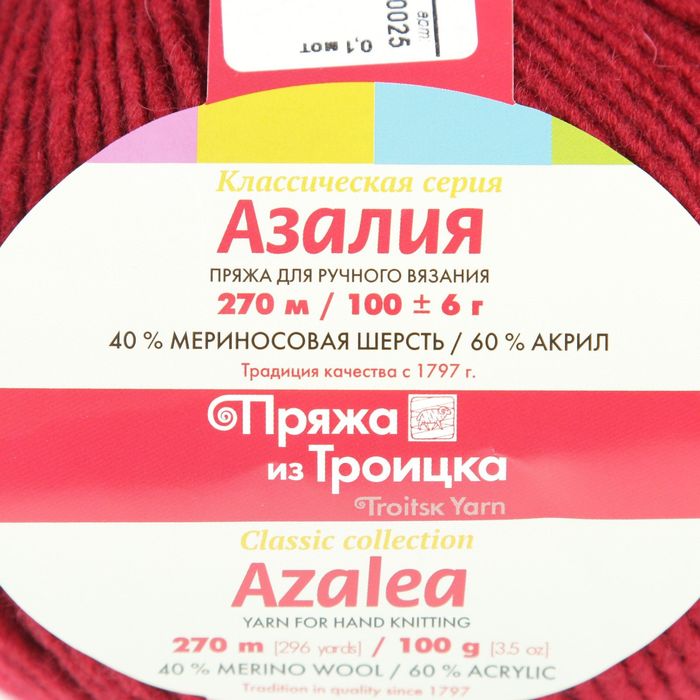 0025
вот
0,1 мот
Классическая серия
Азалия
ПРЯЖА ДЛЯ РУЧНОГО ВЯЗАНИЯ
270 м / 100 ± 6 г
40 % МЕРИНОСОВАЯ ШЕРСТЬ / 60 % АКРИЛ
Традиция качества с 1797 г.
Пряжа
из Троицка
Troitsk Yarn
Classic collection
Azalea
YARN FOR HAND KNITTING
270 m [296 yards] / 100 g [3.5 oz]
40 % MERINO WOOL / 60 % ACRYLIC
Tradition in quality since 1797